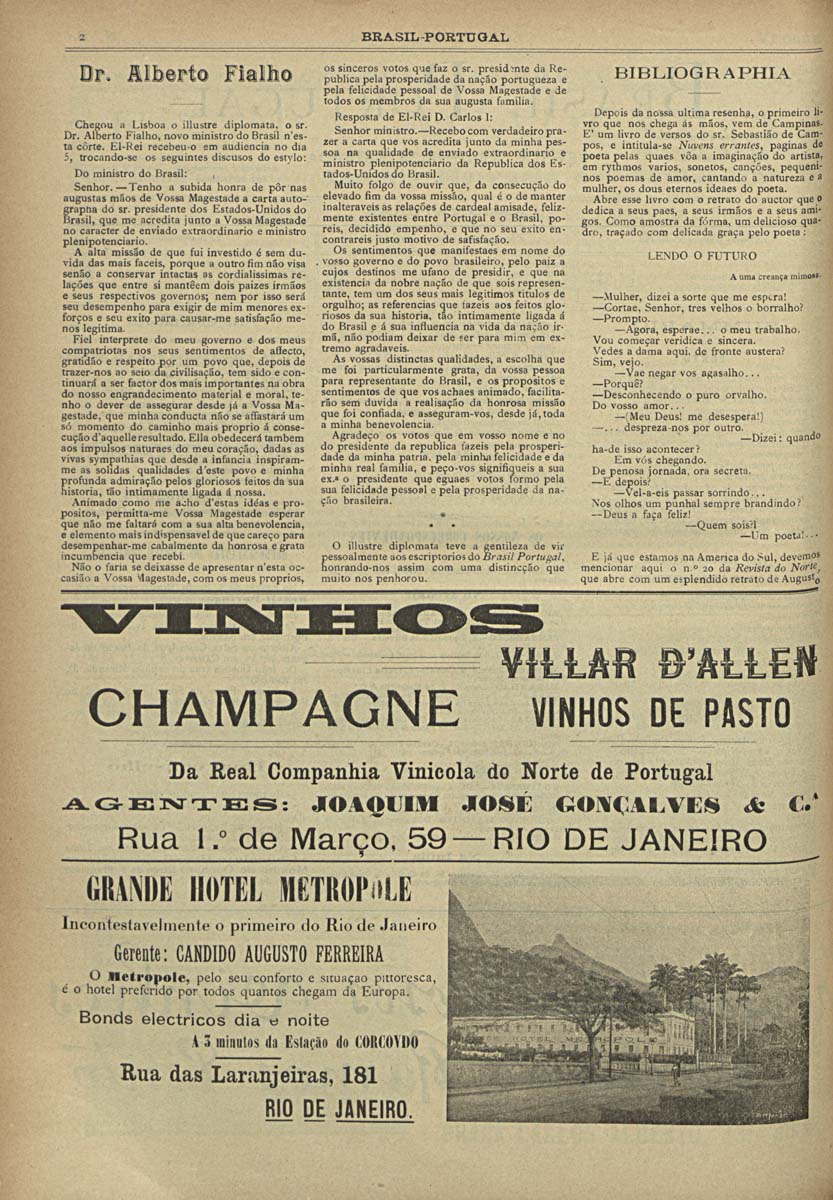 2
BRASIL-PORTUGAL
Dr. Alberto Fialho
Chegou a Lisboa o illustre diplomata, o sr.
Dr. Alberto Fialho, novo ministro do Brasil n'es-
ta côrte. El-Rei recebeu-o em audiencia no dia
5, trocando-se os seguintes discusos do estylo:
Do ministro do Brasil:
Senhor. — Tenho a subida honra de pôr nas
augustas mãos de Vossa Magestade a carta auto-
grapha do sr. presidente dos Estados-Unidos do
Brasil, que me acredita junto a Vossa Magestade
no caracter de enviado extraordinario e ministro
plenipotenciario.
A alta missão de que fui investido é sem du-
vida das mais faceis, porque a outro fim não visa
senão a conservar intactas as cordialissimas re-
lações que entre si mantêem dois paizes irmãos
e seus respectivos governos; nem por isso será
seu desempenho para exigir de mim menores ex-
forços e seu exito para causar-me satisfação me-
nos legitima.
Fiel interprete do meu governo e dos meus
compatriotas nos seus sentimentos de affecto,
gratidão e respeito por um povo que, depois de
trazer-nos ao seio da civilisação, tem sido e con-
tinuará a ser factor dos mais importantes na obra
do nosso engrandecimento material e moral, te-
nho o dever de assegurar desde já a Vossa Ma-
gestade, que minha conducta não se affastará um
só momento do caminho mais proprio á conse-
cução d'aquelle resultado. Ella obedecerá tambem
aos impulsos naturaes do meu coração, dadas as
vivas sympathias que desde a infancia inspiram-
me as solidas qualidades d'este povo e minha
profunda admiração pelos gloriosos feitos da sua
historia, tão intimamente ligada á nossa.
Animado como me acho d'estas idéas e pro-
positos, permitta-me Vossa Magestade esperar
que não me faltará com a sua alta benevolencia,
e elemento mais indispensavel de que careço para
desempenhar-me cabalmente da honrosa e grata
incumbencia que recebi.
Não o faria se deixasse de apresentar n'esta oc-
casião a Vossa Magestade, com os meus proprios,
os sinceros votos que faz o sr. presidente da Re-
publica pela prosperidade da nação portugueza e
pela felicidade pessoal de Vossa Magestade e de
todos os membros da sua augusta familia.
Resposta de El-Rei D. Carlos I:
Senhor ministro.—Recebo com verdadeiro pra-
zer a carta que vos acredita junto da minha pes-
soa na qualidade de enviado extraordinario e
ministro plenipotenciario da Republica dos Es-
tados-Unidos do Brasil.
Muito folgo de ouvir que, da consecução do
elevado fim da vossa missão, qual é o de manter
inalteraveis as relações de cardeal amisade, feliz-
mente existentes entre Portugal e o Brasil, po-
reis, decidido empenho, e que no seu exito en-
contrareis justo motivo de satisfação.
Os sentimentos que manifestaes em nome do
vosso governo e do povo brasileiro, pelo paiz a
cujos destinos me ufano de presidir, e que na
existencia da nobre nação de que sois represen-
tante, tem um dos seus mais legitimos titulos de
orgulho; as referencias que fazeis aos feitos glo-
riosos da sua historia, tão intimamente ligada á
do Brasil e á sua influencia na vida da nação ir-
mã, não podiam deixar de ser para mim em ex-
tremo agradaveis.
As vossas distinctas qualidades, a escolha que
me foi particularmente grata, da vossa pessoa
para representante do Brasil, e os propositos e
sentimentos de que vos achaes animado, facilita-
rão sem duvida a realisação da honrosa missão
que foi confiada, e asseguram-vos, desde já, toda
a minha benevolencia.
Agradeço os votos que em vosso nome e no
do presidente da republica fazeis pela prosperi-
dade da minha patria, pela minha felicidade e da
minha real familia, e peço-vos signifiqueis a sua
ex.ª o presidente que eguaes votos formo pela
sua felicidade pessoal e pela prosperidade da na-
ção brasileira.
*
* *
O illustre diplomata teve a gentileza de vir
pessoalmente aos escriptorios do Brasil Portugal,
honrando-nos assim com uma distincção que
muito nos penhorou.
BIBLIOGRAPHIA
Depois da nossa ultima resenha, o primeiro li-
vro que nos chega ás mãos, vem de Campinas.
E' um livro de versos do sr. Sebastião de Cam-
pos, e intitula-se Nuvens errantes, paginas de
poeta pelas quaes vôa a imaginação do artista,
em rythmos varios, sonetos, canções, pequeni-
nos poemas de amor, cantando a natureza e a
mulher, os dous eternos ideaes do poeta.
Abre esse livro com o retrato do auctor que o
dedica a seus paes, a seus irmãos e a seus ami-
gos. Como amostra da fórma, um delicioso qua-
dro, traçado com delicada graça pelo poeta:
LENDO O FUTURO
A uma creança mimosa.
—Mulher, dizei a sorte que me espera!
—Cortae, Senhor, tres velhos o borralho?
—Prompto.
—Agora, esperae... o meu trabalho.
Vou começar veridica e sincera.
Vedes a dama aqui, de fronte austera?
Sim, vejo.
—Vae negar vos agasalho...
—Porquê?
—Desconhecendo o puro orvalho.
Do vosso amor...
—(Meu Deus! me desespera!)
—... despreza-nos por outro.
—Dizei: quando
ha-de isso acontecer?
Em vós chegando.
De penosa jornada, ora secreta.
—E depois?
—Vel-a-eis passar sorrindo...
Nos olhos um punhal sempre brandindo?
—Deus a faça feliz!
—Quem sois?!
—Um poeta!...
E já que estamos na America do Sul, devemos
mencionar aqui o n.º 20 da Revista do Norte,
que abre com um esplendido retrato de Augusto
VINHOS
VILLAR D'ALLEN
CHAMPAGNE
VINHOS DE PASTO
Da Real Companhia Vinicola do Norte de Portugal
AGENTES: JOAQUIM JOSÉ GONÇALVES & C.ª
Rua 1.º de Março, 59 — RIO DE JANEIRO
GRANDE HOTEL METROPOLE
Incontestavelmente o primeiro do Rio de Janeiro
Gerente: CANDIDO AUGUSTO FERREIRA
O Metropole, pelo seu conforto e situação pittoresca,
é o hotel preferido por todos quantos chegam da Europa.
Bonds electricos dia e noite
A 3 minutos da Estação do CORCOVDO
Rua das Laranjeiras, 181
RIO DE JANEIRO.
HOTEL METROPOLE